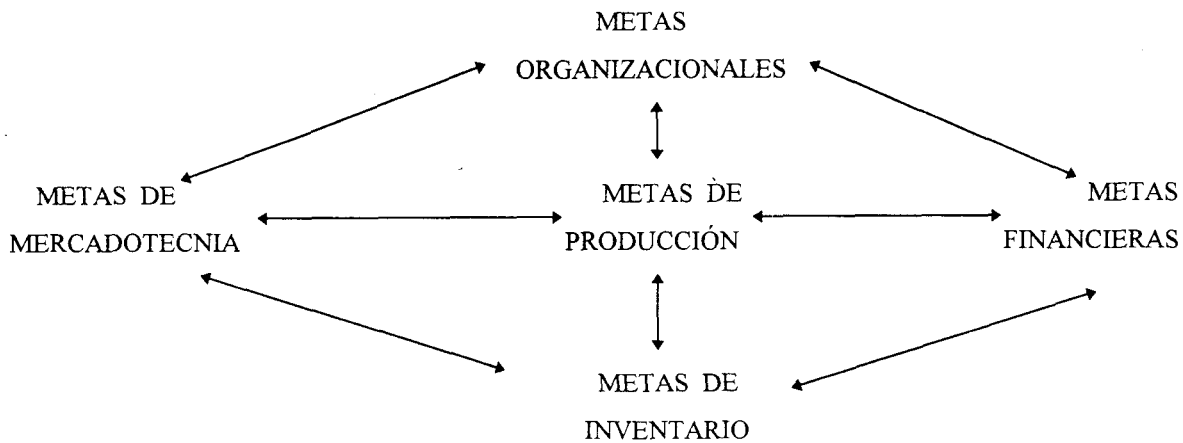 METAS
ORGANIZACIONALES
METAS DE
MERCADOTECNIA
METAS DE
PRODUCCIÓN
METAS
FINANCIERAS
METAS DE
INVENTARIO